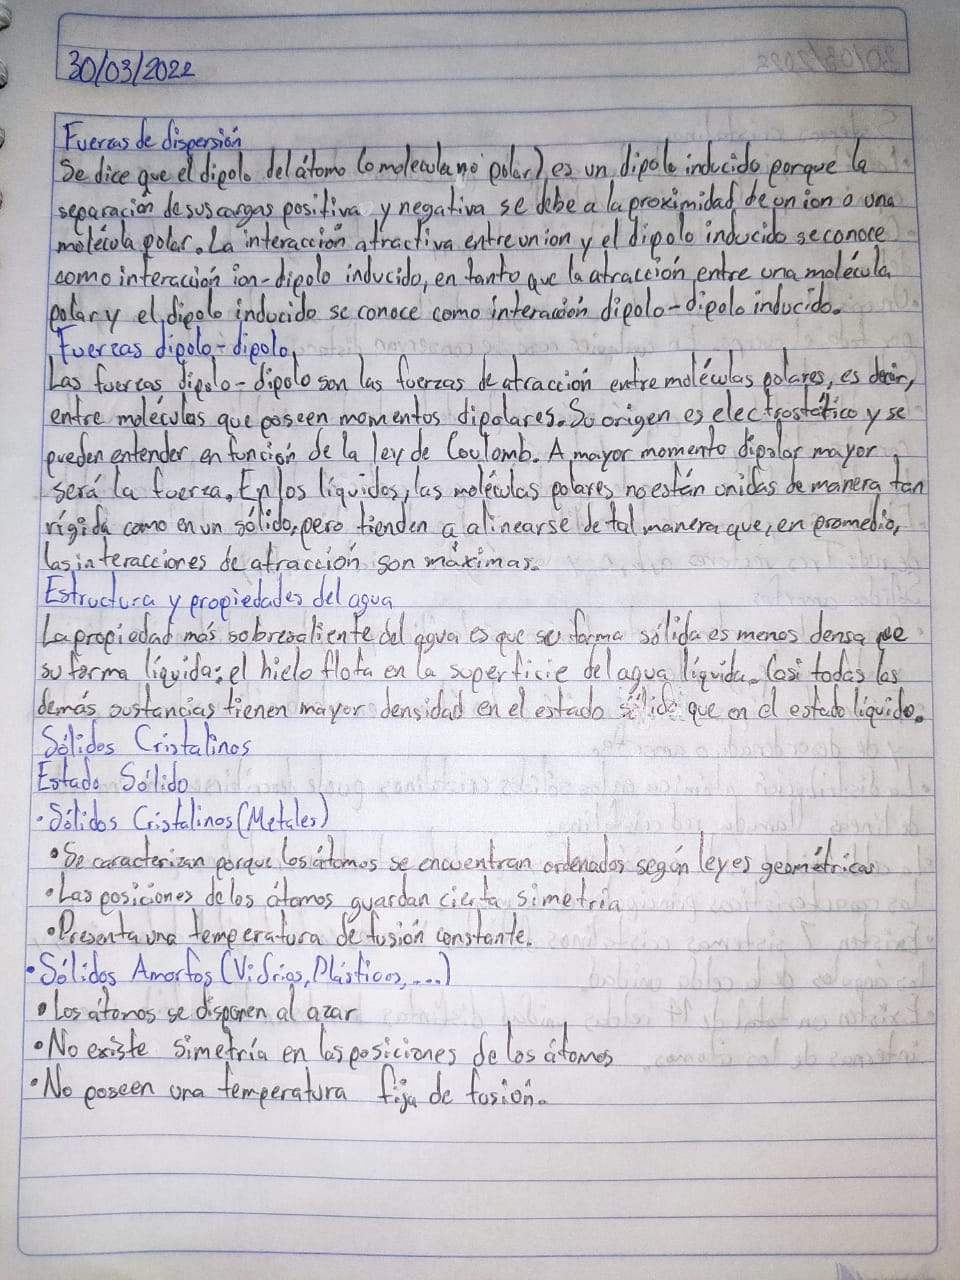 30/03/2022
Fuerzas de dispersión
Se dice que el dipolo del átomo (o molécula no polar) es un dipolo inducido porque la
separación de sus cargas positiva y negativa se debe a la proximidad de un ion o una
molécula polar. La interacción atractiva entre un ion y el dipolo inducido se conoce
como interacción ion-dipolo inducido, en tanto que la atracción entre una molécula
polar y el dipolo inducido se conoce como interacción dipolo-dipolo inducido.
Fuerzas dipolo-dipolo
Las fuerzas dipolo-dipolo son las fuerzas de atracción entre moléculas polares, es decir,
entre moléculas que poseen momentos dipolares. Su origen es electrostático y se
pueden entender en función de la ley de Coulomb. A mayor momento dipolar mayor
será la fuerza. En los líquidos, las moléculas polares no están unidas de manera tan
rígida como en un sólido, pero tienden a alinearse de tal manera que, en promedio,
las interacciones de atracción son máximas.
Estructura y propiedades del agua
La propiedad más sobresaliente del agua es que su forma sólida es menos densa que
su forma líquida: el hielo flota en la superficie del agua líquida. Casi todas las
demás sustancias tienen mayor densidad en el estado sólido que en el estado líquido.
Sólidos Cristalinos
Estado Sólido
• Sólidos Cristalinos (Metales)
• Se caracterizan porque los átomos se encuentran ordenados según leyes geométricas
• Las posiciones de los átomos guardan cierta simetría
• Presenta una temperatura de fusión constante.
• Sólidos Amorfos (Vidrios, Plásticos, ...)
• Los átomos se disponen al azar
• No existe simetría en las posiciones de los átomos
• No poseen una temperatura fija de fusión.